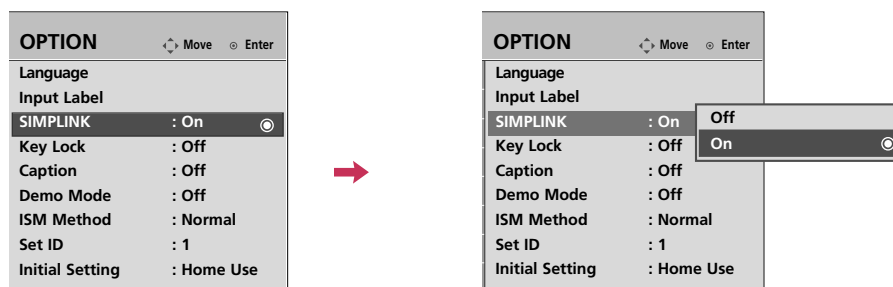 OPTION Move Enter
Language
Input Label
SIMPLINK : On
Key Lock : Off
Caption : Off
Demo Mode : Off
ISM Method : Normal
Set ID : 1
Initial Setting : Home Use
OPTION Move Enter
Language
Input Label
SIMPLINK : On
Key Lock : Off
Caption : Off
Demo Mode : Off
ISM Method : Normal
Set ID : 1
Initial Setting : Home Use
Off
On